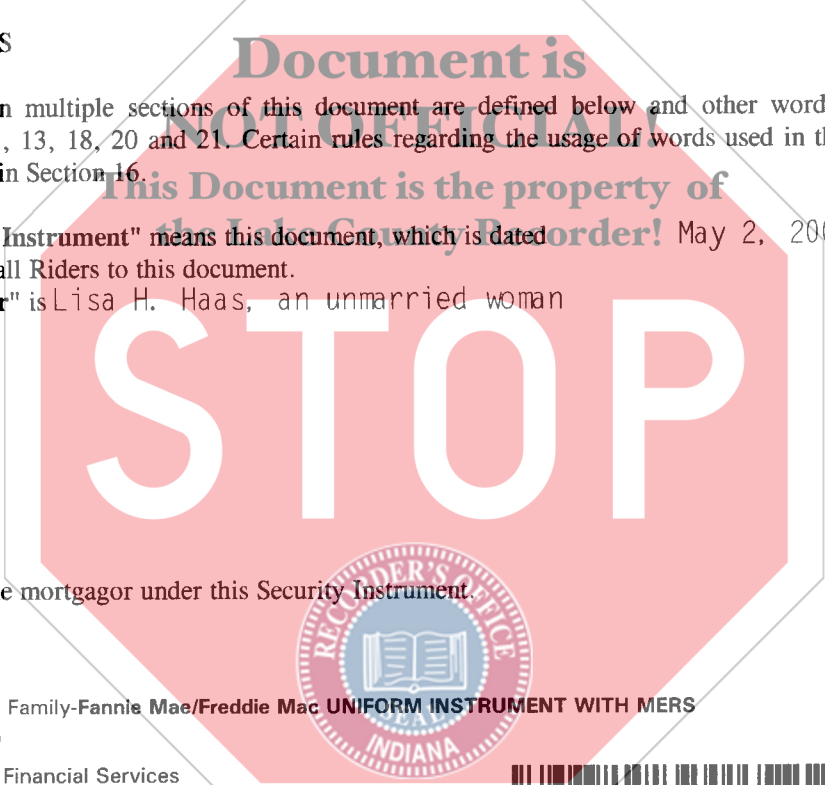 S
Document is
n multiple sections of this document are defined below and other word
NOT OFFICIAL!
, 13, 18, 20 and 21. Certain rules regarding the usage of words used in th
in Section 16.
This Document is the property of
the Lake County Recorder!
Instrument" means this document, which is dated May 2, 200
all Riders to this document.
r" is Lisa H. Haas, an unmarried woman
STOP
e mortgagor under this Security Instrument.
RECORDER'S OFFICE
SEAL
INDIANA
Family-Fannie Mae/Freddie Mac UNIFORM INSTRUMENT WITH MERS
Financial Services